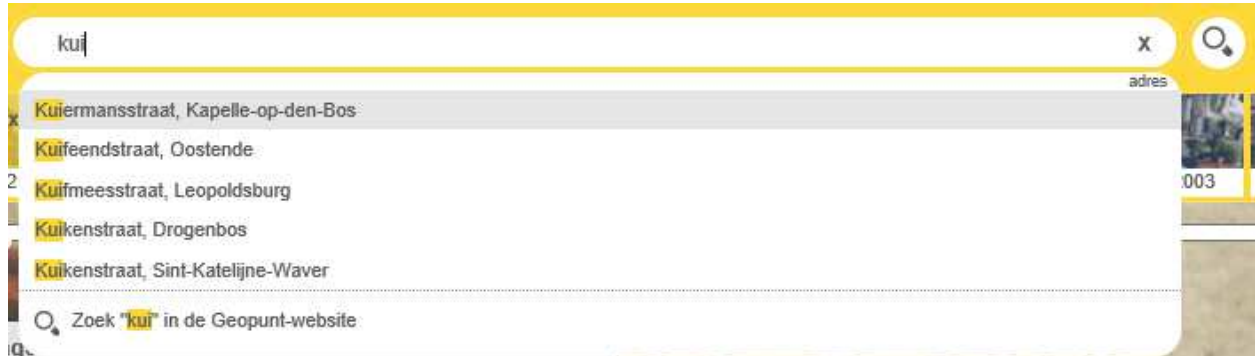 kui
x
adres
Kuiermansstraat, Kapelle-op-den-Bos
Kuifeendstraat, Oostende
Kuifmeesstraat, Leopoldsburg
Kuikenstraat, Drogenbos
Kuikenstraat, Sint-Katelijne-Waver
Zoek "kui" in de Geopunt-website
2003